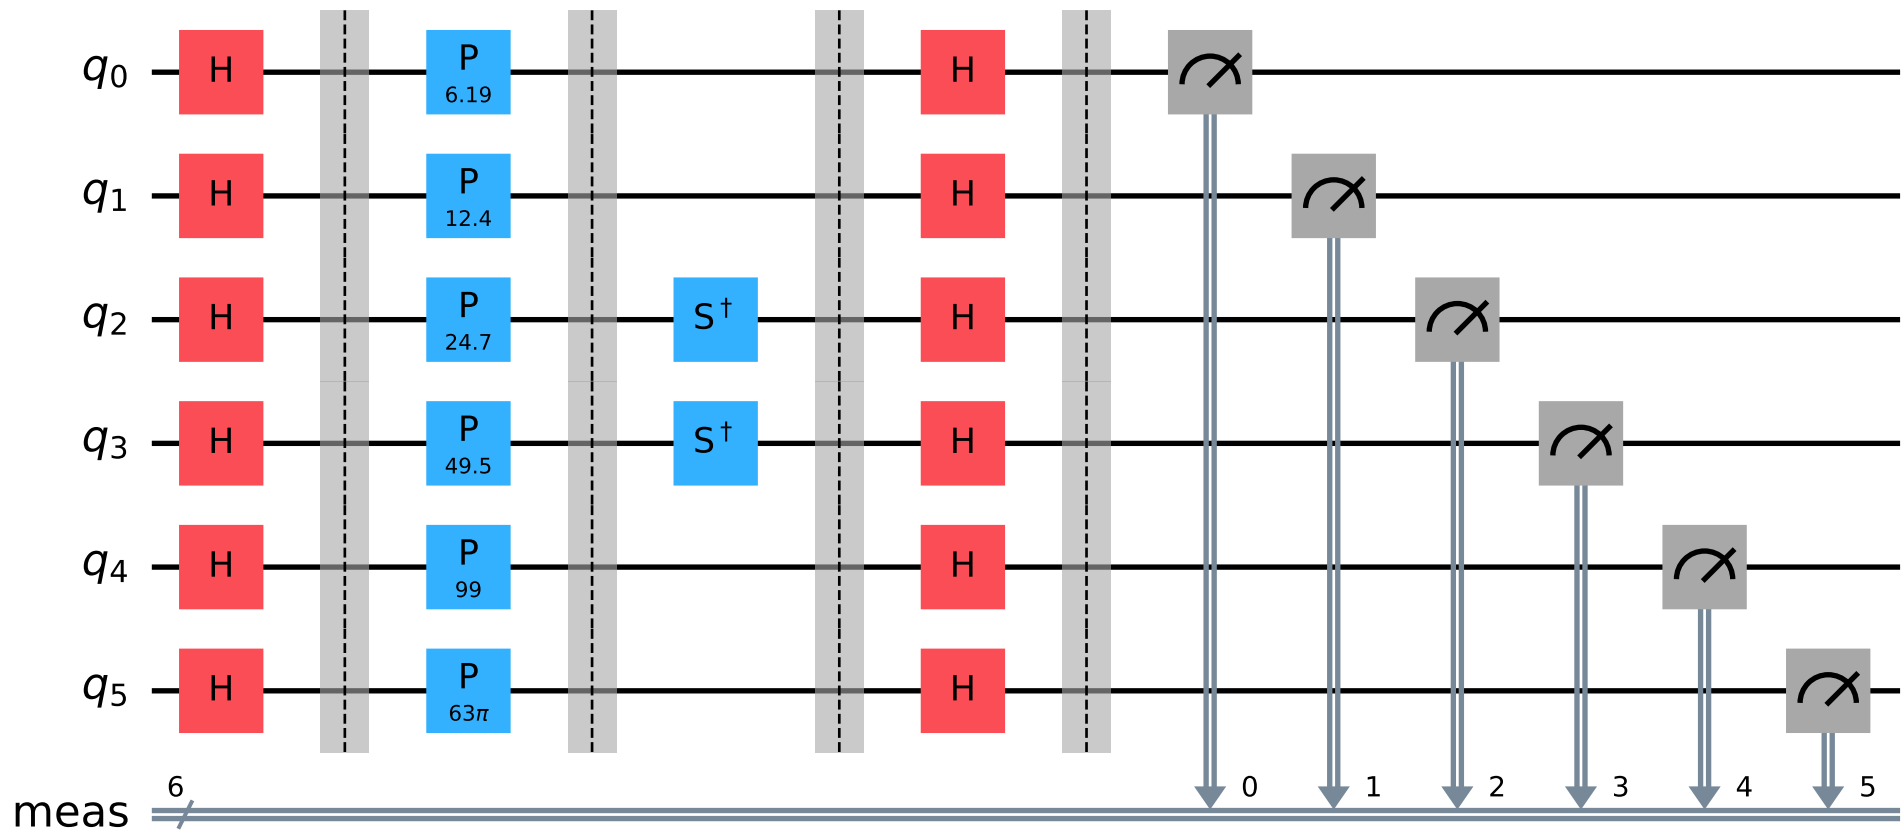 q0 H P 6.19 H
q1 H P 12.4 H
q2 H P 24.7 S† H
q3 H P 49.5 S† H
q4 H P 99 H
q5 H P 63π H
6 0 1 2 3 4 5
meas